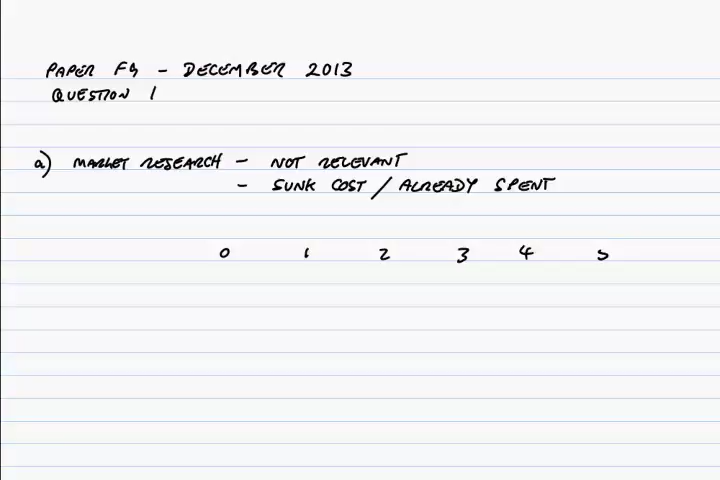 PAPER F9 - DECEMBER 2013
QUESTION 1
a) MARKET RESEARCH - NOT RELEVANT
- SUNK COST / ALREADY SPENT
0 1 2 3 4 5